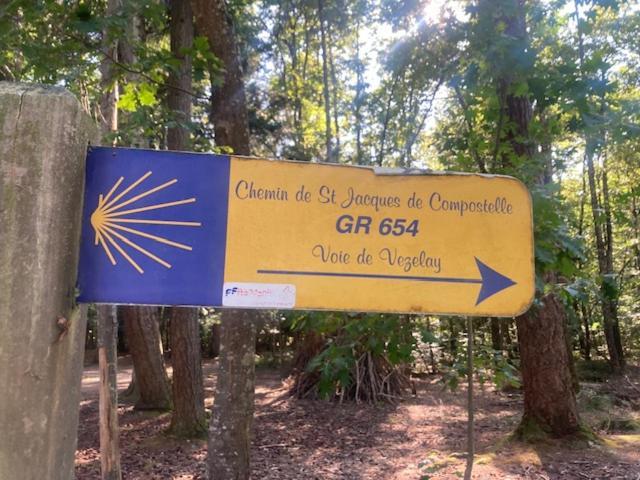 Chemin de St Jacques de Compostelle
GR 654
Voie de Vezelay